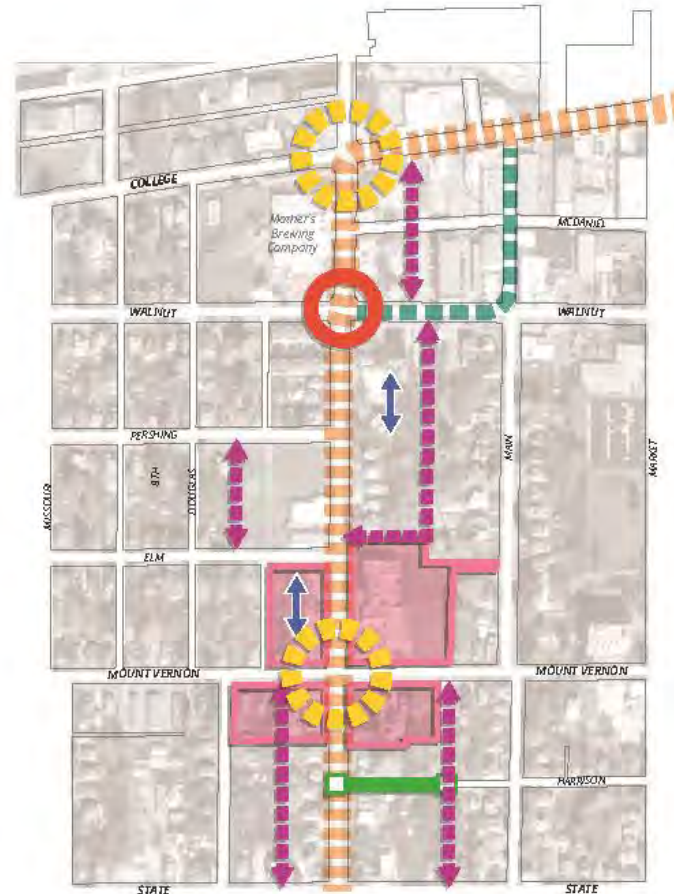 COLLEGE
Mother's
Brewing
Company
MCDANIEL
WALNUT
WALNUT
PERSHING
MISSOURI
8TH
DOUGLAS
MAIN
MARKET
ELM
MOUNT VERNON
MOUNT VERNON
HARRISON
STATE
STATE